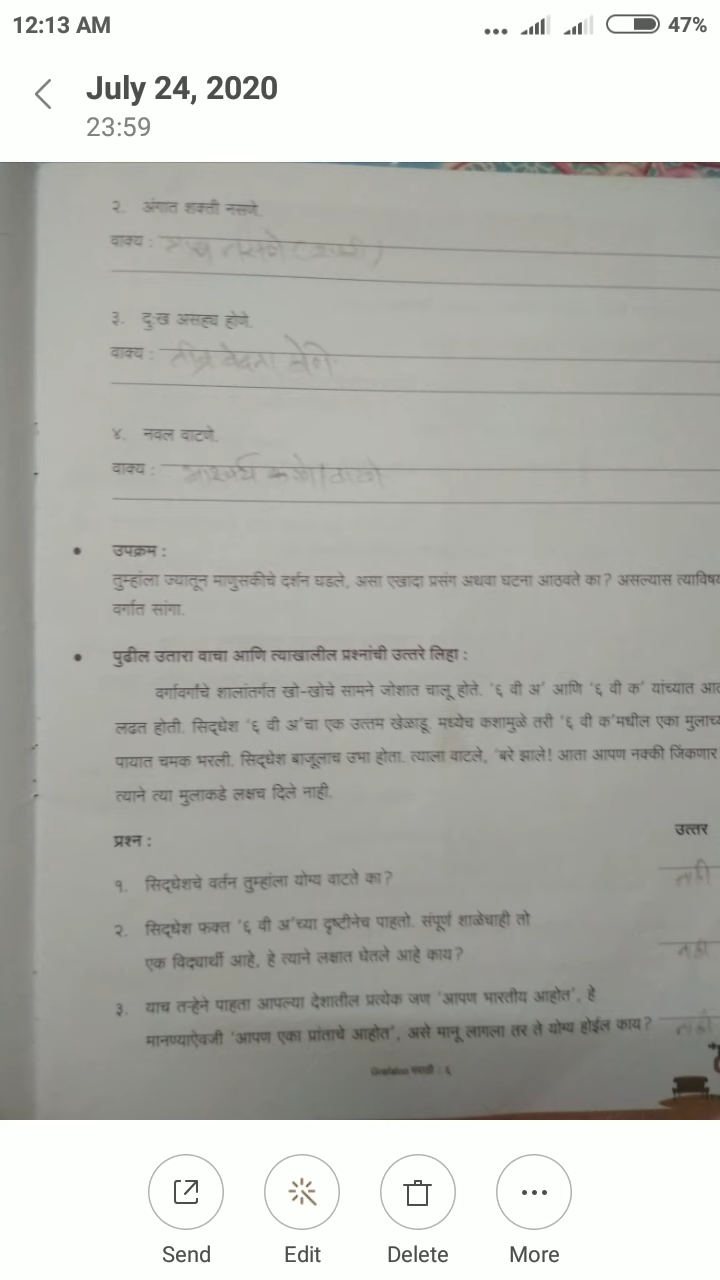 12:13 AM
47%
July 24, 2020
23:59
२. अंगात शक्ती नसणे.
वाक्य :
३. दु:ख असह्य होणे.
वाक्य : तीव्र वेदना होणे
४. नवल वाटणे.
वाक्य : आश्चर्य
उपक्रम :
तुम्हांला ज्यातून माणुसकीचे दर्शन घडले, असा एखादा प्रसंग अथवा घटना आठवते का? असल्यास त्याविषय
वर्गात सांगा.
पुढील उतारा वाचा आणि त्याखालील प्रश्नांची उत्तरे लिहा :
वर्गावर्गांचे शालांतर्गत खो-खोचे सामने जोशात चालू होते. '६ वी अ' आणि '६ वी क' यांच्यात
लढत होती. सिद्धेश '६ वी अ'चा एक उत्तम खेळाडू. मध्येच कशामुळे तरी '६ वी क'मधील एका मुलाच्य
पायात चमक भरली. सिद्धेश बाजूलाच उभा होता. त्याला वाटले, 'बरे झाले! आता आपण नक्की जिंकणार
त्याने त्या मुलाकडे लक्षच दिले नाही.
प्रश्न :
उत्तर
१. सिद्धेशचे वर्तन तुम्हांला योग्य वाटते का?
नाही
२. सिद्धेश फक्त '६ वी अ'च्या दृष्टीनेच पाहतो. संपूर्ण शाळेचाही तो
एक विद्यार्थी आहे, हे त्याने लक्षात घेतले आहे काय?
नाही
३. याच तऱ्हेने पाहता आपल्या देशातील प्रत्येक जण 'आपण भारतीय आहोत', हे
मानण्याऐवजी 'आपण एका प्रांताचे आहोत', असे मानू लागला तर ते योग्य होईल काय?
नाही
मराठी : ६
Send
Edit
Delete
More